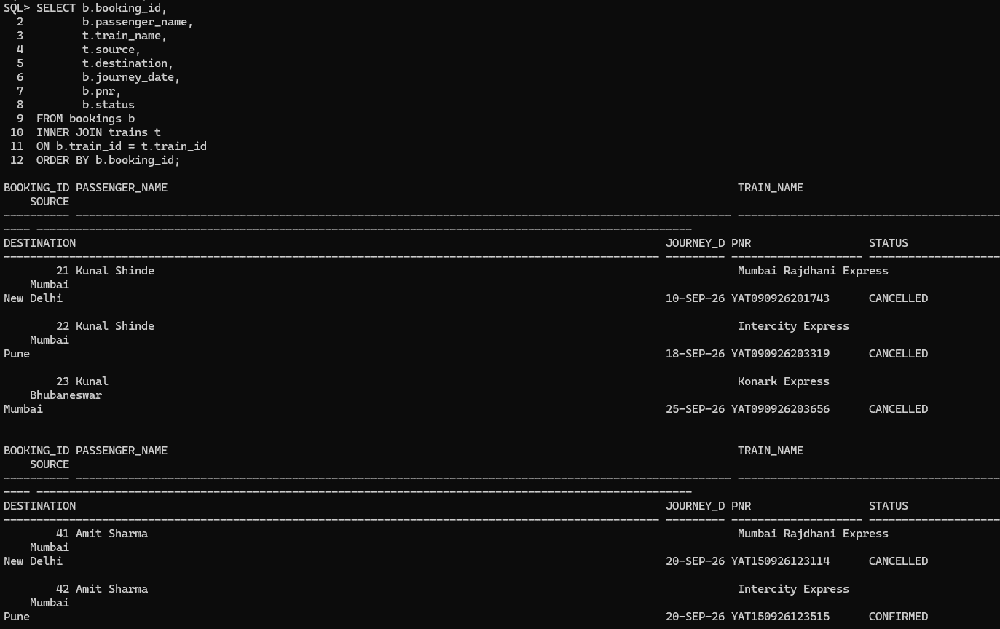 SQL> SELECT b.booking_id,
  2         b.passenger_name,
  3         t.train_name,
  4         t.source,
  5         t.destination,
  6         b.journey_date,
  7         b.pnr,
  8         b.status
  9  FROM bookings b
 10  INNER JOIN trains t
 11  ON b.train_id = t.train_id
 12  ORDER BY b.booking_id;
BOOKING_ID PASSENGER_NAME TRAIN_NAME
    SOURCE
DESTINATION JOURNEY_D PNR STATUS
21 Kunal Shinde Mumbai Rajdhani Express
    Mumbai
New Delhi 10-SEP-26 YAT090926201743 CANCELLED
22 Kunal Shinde Intercity Express
    Mumbai
Pune 18-SEP-26 YAT090926203319 CANCELLED
23 Kunal Konark Express
    Bhubaneswar
Mumbai 25-SEP-26 YAT090926203656 CANCELLED
BOOKING_ID PASSENGER_NAME TRAIN_NAME
    SOURCE
DESTINATION JOURNEY_D PNR STATUS
41 Amit Sharma Mumbai Rajdhani Express
    Mumbai
New Delhi 20-SEP-26 YAT150926123114 CANCELLED
42 Amit Sharma Intercity Express
    Mumbai
Pune 20-SEP-26 YAT150926123515 CONFIRMED